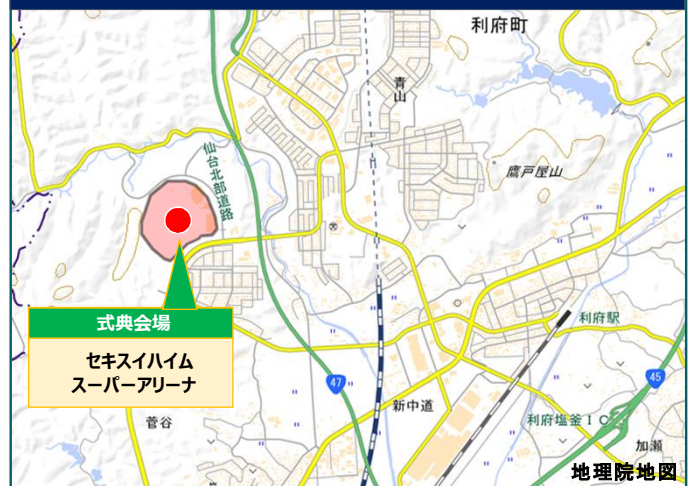 利府町
青山
仙台北部道路
鷹戸屋山
式典会場
セキスイハイム
スーパーアリーナ
利府駅
47
45
新中道
利府塩釜IC
菅谷
加瀬
地理院地図